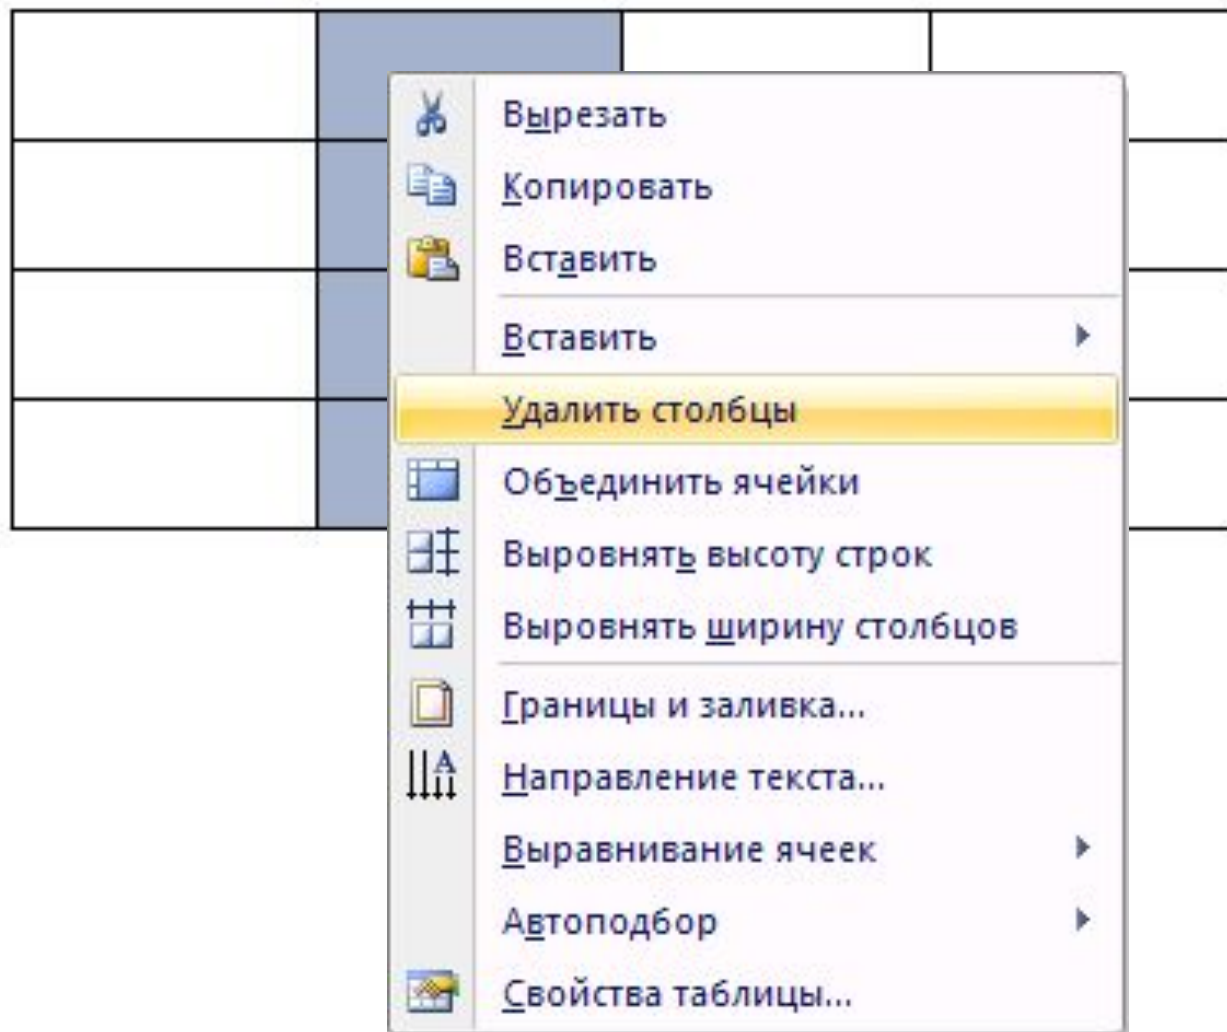 Вырезать
Копировать
Вставить
Вставить
Удалить столбцы
Объединить ячейки
Выровнять высоту строк
Выровнять ширину столбцов
Границы и заливка...
Направление текста...
Выравнивание ячеек
Автоподбор
Свойства таблицы...